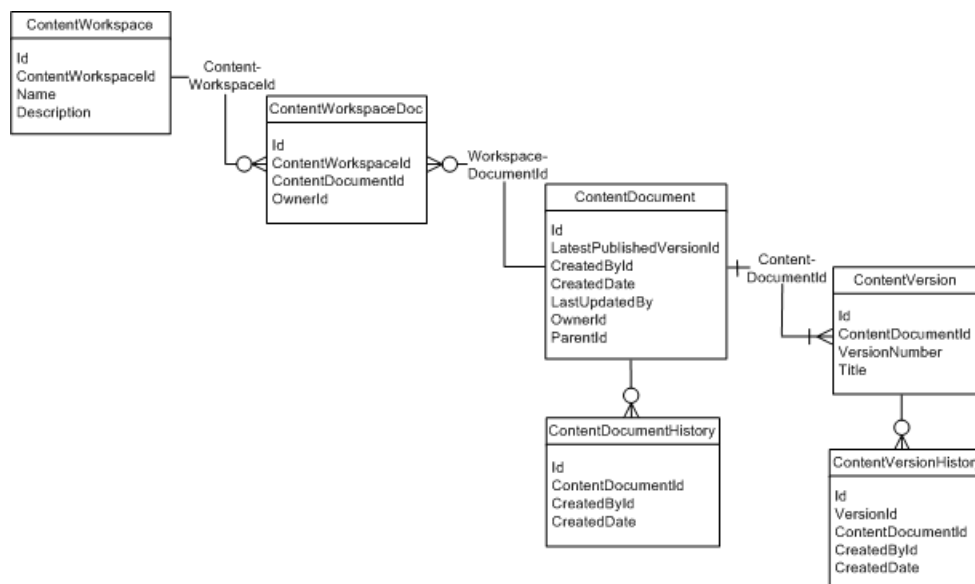 ContentWorkspace
Id
ContentWorkspaceId
Name
Description
Content-
WorkspaceId
ContentWorkspaceDoc
Id
ContentWorkspaceId
ContentDocumentId
OwnerId
Workspace-
DocumentId
ContentDocument
Id
LatestPublishedVersionId
CreatedById
CreatedDate
LastUpdatedBy
OwnerId
ParentId
Content-
DocumentId
ContentVersion
Id
ContentDocumentId
VersionNumber
Title
ContentDocumentHistory
Id
ContentDocumentId
CreatedById
CreatedDate
ContentVersionHistor
Id
VersionId
ContentDocumentId
CreatedById
CreatedDate